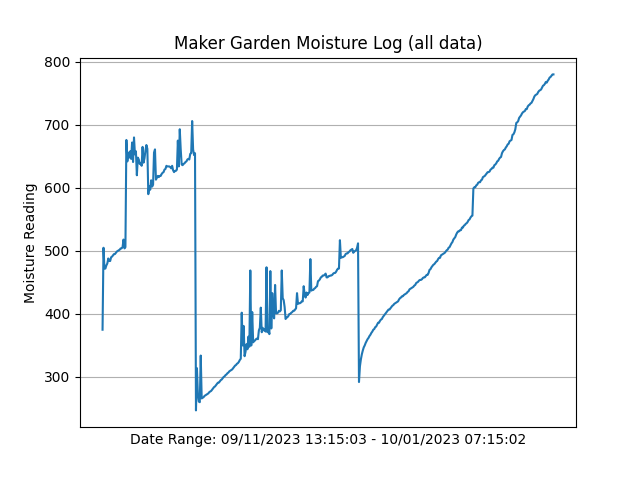 Maker Garden Moisture Log (all data)
800
700
600
500
400
300
Moisture Reading
Date Range: 09/11/2023 13:15:03 - 10/01/2023 07:15:02